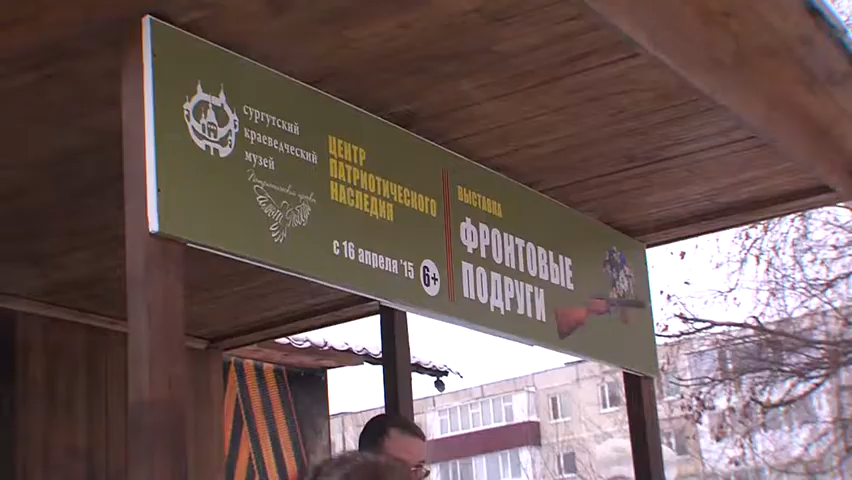 сургутский
краеведческий
музей
ЦЕНТР
ПАТРИОТИЧЕСКОГО
НАСЛЕДИЯ
с 16 апреля '15
6+
ВЫСТАВКА
ФРОНТОВЫЕ
ПОДРУГИ